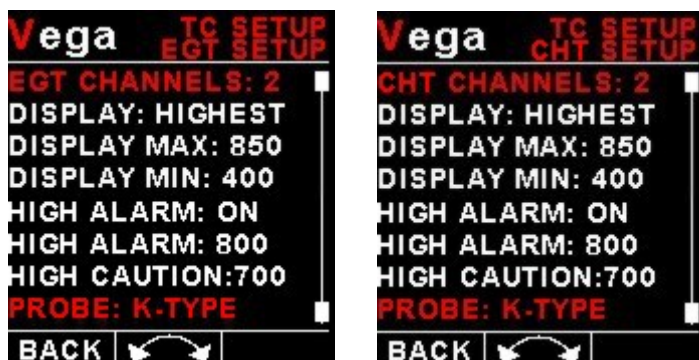 Vega TC SETUP
EGT SETUP
EGT CHANNELS: 2
DISPLAY: HIGHEST
DISPLAY MAX: 850
DISPLAY MIN: 400
HIGH ALARM: ON
HIGH ALARM: 800
HIGH CAUTION:700
PROBE: K-TYPE
BACK
Vega TC SETUP
CHT SETUP
CHT CHANNELS: 2
DISPLAY: HIGHEST
DISPLAY MAX: 850
DISPLAY MIN: 400
HIGH ALARM: ON
HIGH ALARM: 800
HIGH CAUTION:700
PROBE: K-TYPE
BACK